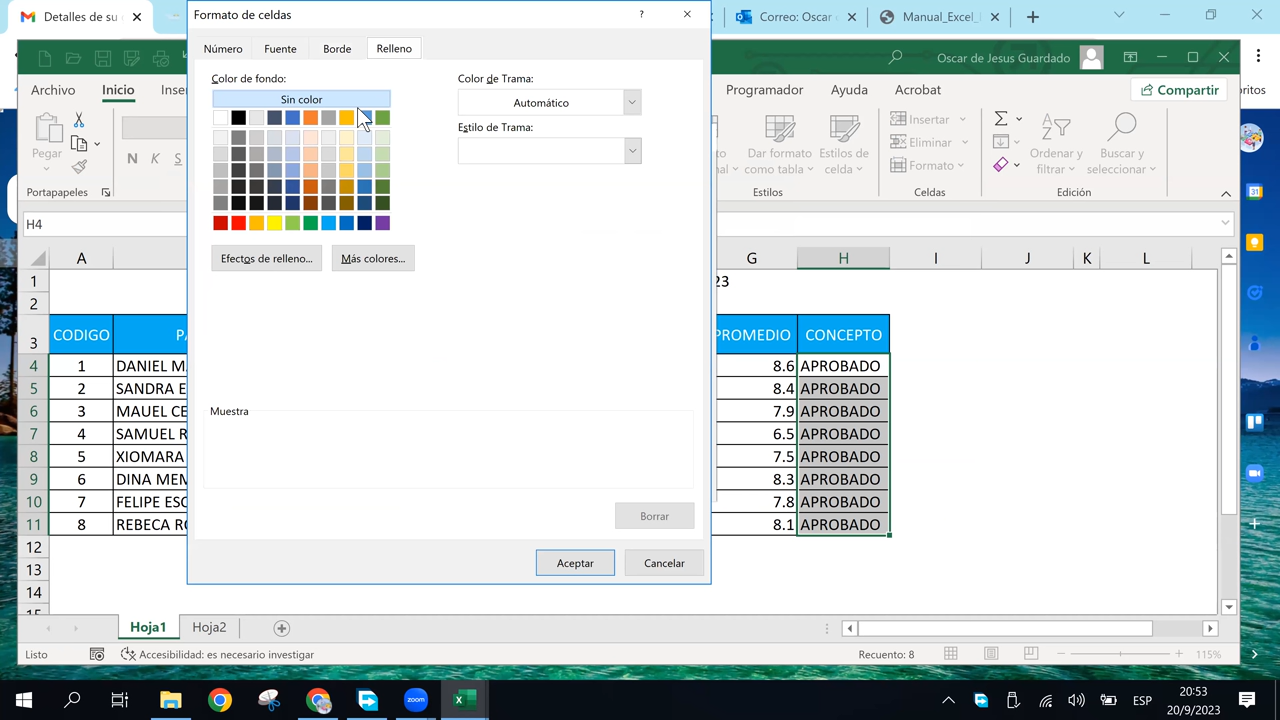 Detalles de su
Correo: Oscar
Manual_Excel_
Formato de celdas
?
Oscar de Jesus Guardado
Archivo Inicio Inser
Programador Ayuda Acrobat Compartir
oritos
Número Fuente Borde Relleno
Color de fondo:
Sin color
Color de Trama:
Automático
Estilo de Trama:
Efectos de relleno...
Más colores...
Muestra
Borrar
Aceptar Cancelar
Pegar
N K S
Portapapeles
Dar formato
como tabla
Estilos de
celda
Estilos
Insertar
Eliminar
Formato
Celdas
Ordenar y
filtrar
Buscar y
seleccionar
Edición
H4
A G H I J K L
1 23
2
3 CODIGO PA PROMEDIO CONCEPTO
4 1 DANIEL M 8.6 APROBADO
5 2 SANDRA E 8.4 APROBADO
6 3 MAUEL CE 7.9 APROBADO
7 4 SAMUEL R 6.5 APROBADO
8 5 XIOMARA 7.5 APROBADO
9 6 DINA MEN 8.3 APROBADO
10 7 FELIPE ESC 7.8 APROBADO
11 8 REBECA RO 8.1 APROBADO
12
13
14
15
Hoja1 Hoja2
Listo Accesibilidad: es necesario investigar Recuento: 8 115%
zoom
ESP
20:53
20/9/2023